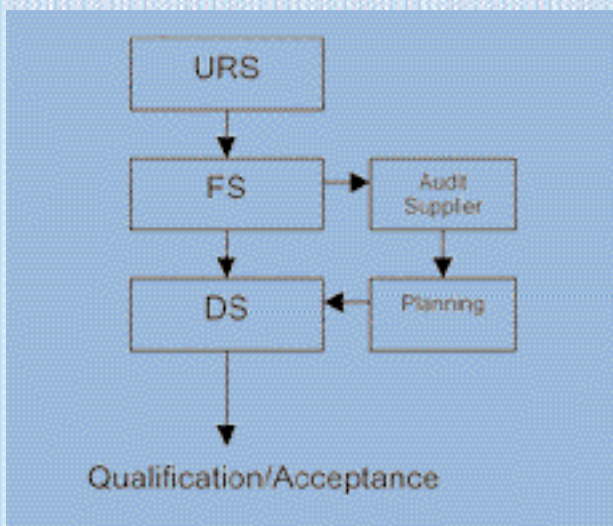 URS
FS
Audit
Supplier
DS
Planning
Qualification/Acceptance